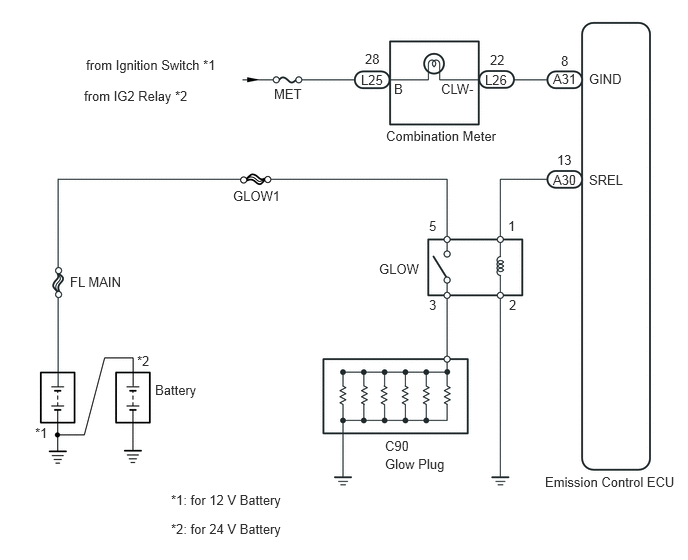 from Ignition Switch *1
from IG2 Relay *2
MET
28
L25
B
CLW-
22
L26
Combination Meter
8
A31
GIND
13
A30
SREL
GLOW1
FL MAIN
5
1
GLOW
3
2
*2
Battery
*1
C90
Glow Plug
Emission Control ECU
*1: for 12 V Battery
*2: for 24 V Battery